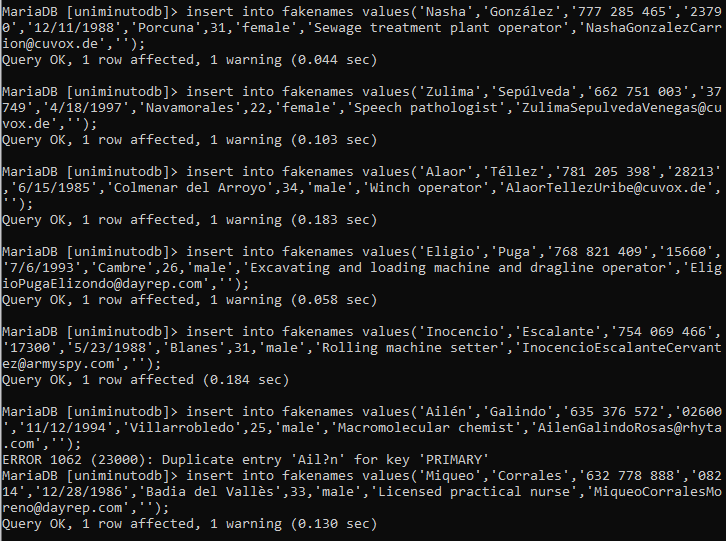 MariaDB [uniminutodb]> insert into fakenames values('Nasha','González','777 285 465','2379
0','12/11/1988','Porcuna',31,'female','Sewage treatment plant operator','NashaGonzalezCarr
ion@cuvox.de','');
Query OK, 1 row affected, 1 warning (0.044 sec)
MariaDB [uniminutodb]> insert into fakenames values('Zulima','Sepúlveda','662 751 003','37
749','4/18/1997','Navamorales',22,'female','Speech pathologist','ZulimaSepulvedaVenegas@cu
vox.de','');
Query OK, 1 row affected, 1 warning (0.103 sec)
MariaDB [uniminutodb]> insert into fakenames values('Alaor','Téllez','781 205 398','28213'
,'6/15/1985','Colmenar del Arroyo',34,'male','Winch operator','AlaorTellezUribe@cuvox.de',
'');
Query OK, 1 row affected, 1 warning (0.183 sec)
MariaDB [uniminutodb]> insert into fakenames values('Eligio','Puga','768 821 409','15660',
'7/6/1993','Cambre',26,'male','Excavating and loading machine and dragline operator','Elig
ioPugaElizondo@dayrep.com','');
Query OK, 1 row affected, 1 warning (0.058 sec)
MariaDB [uniminutodb]> insert into fakenames values('Inocencio','Escalante','754 069 466',
'17300','5/23/1988','Blanes',31,'male','Rolling machine setter','InocencioEscalanteCervant
ez@armyspy.com','');
Query OK, 1 row affected (0.184 sec)
MariaDB [uniminutodb]> insert into fakenames values('Ailén','Galindo','635 376 572','02600
','11/12/1994','Villarrobledo',25,'male','Macromolecular chemist','AilenGalindoRosas@rhyta
.com','');
ERROR 1062 (23000): Duplicate entry 'Ail?n' for key 'PRIMARY'
MariaDB [uniminutodb]> insert into fakenames values('Miqueo','Corrales','632 778 888','082
14','12/28/1986','Badia del Vallès',33,'male','Licensed practical nurse','MiqueoCorralesMo
reno@dayrep.com','');
Query OK, 1 row affected, 1 warning (0.130 sec)